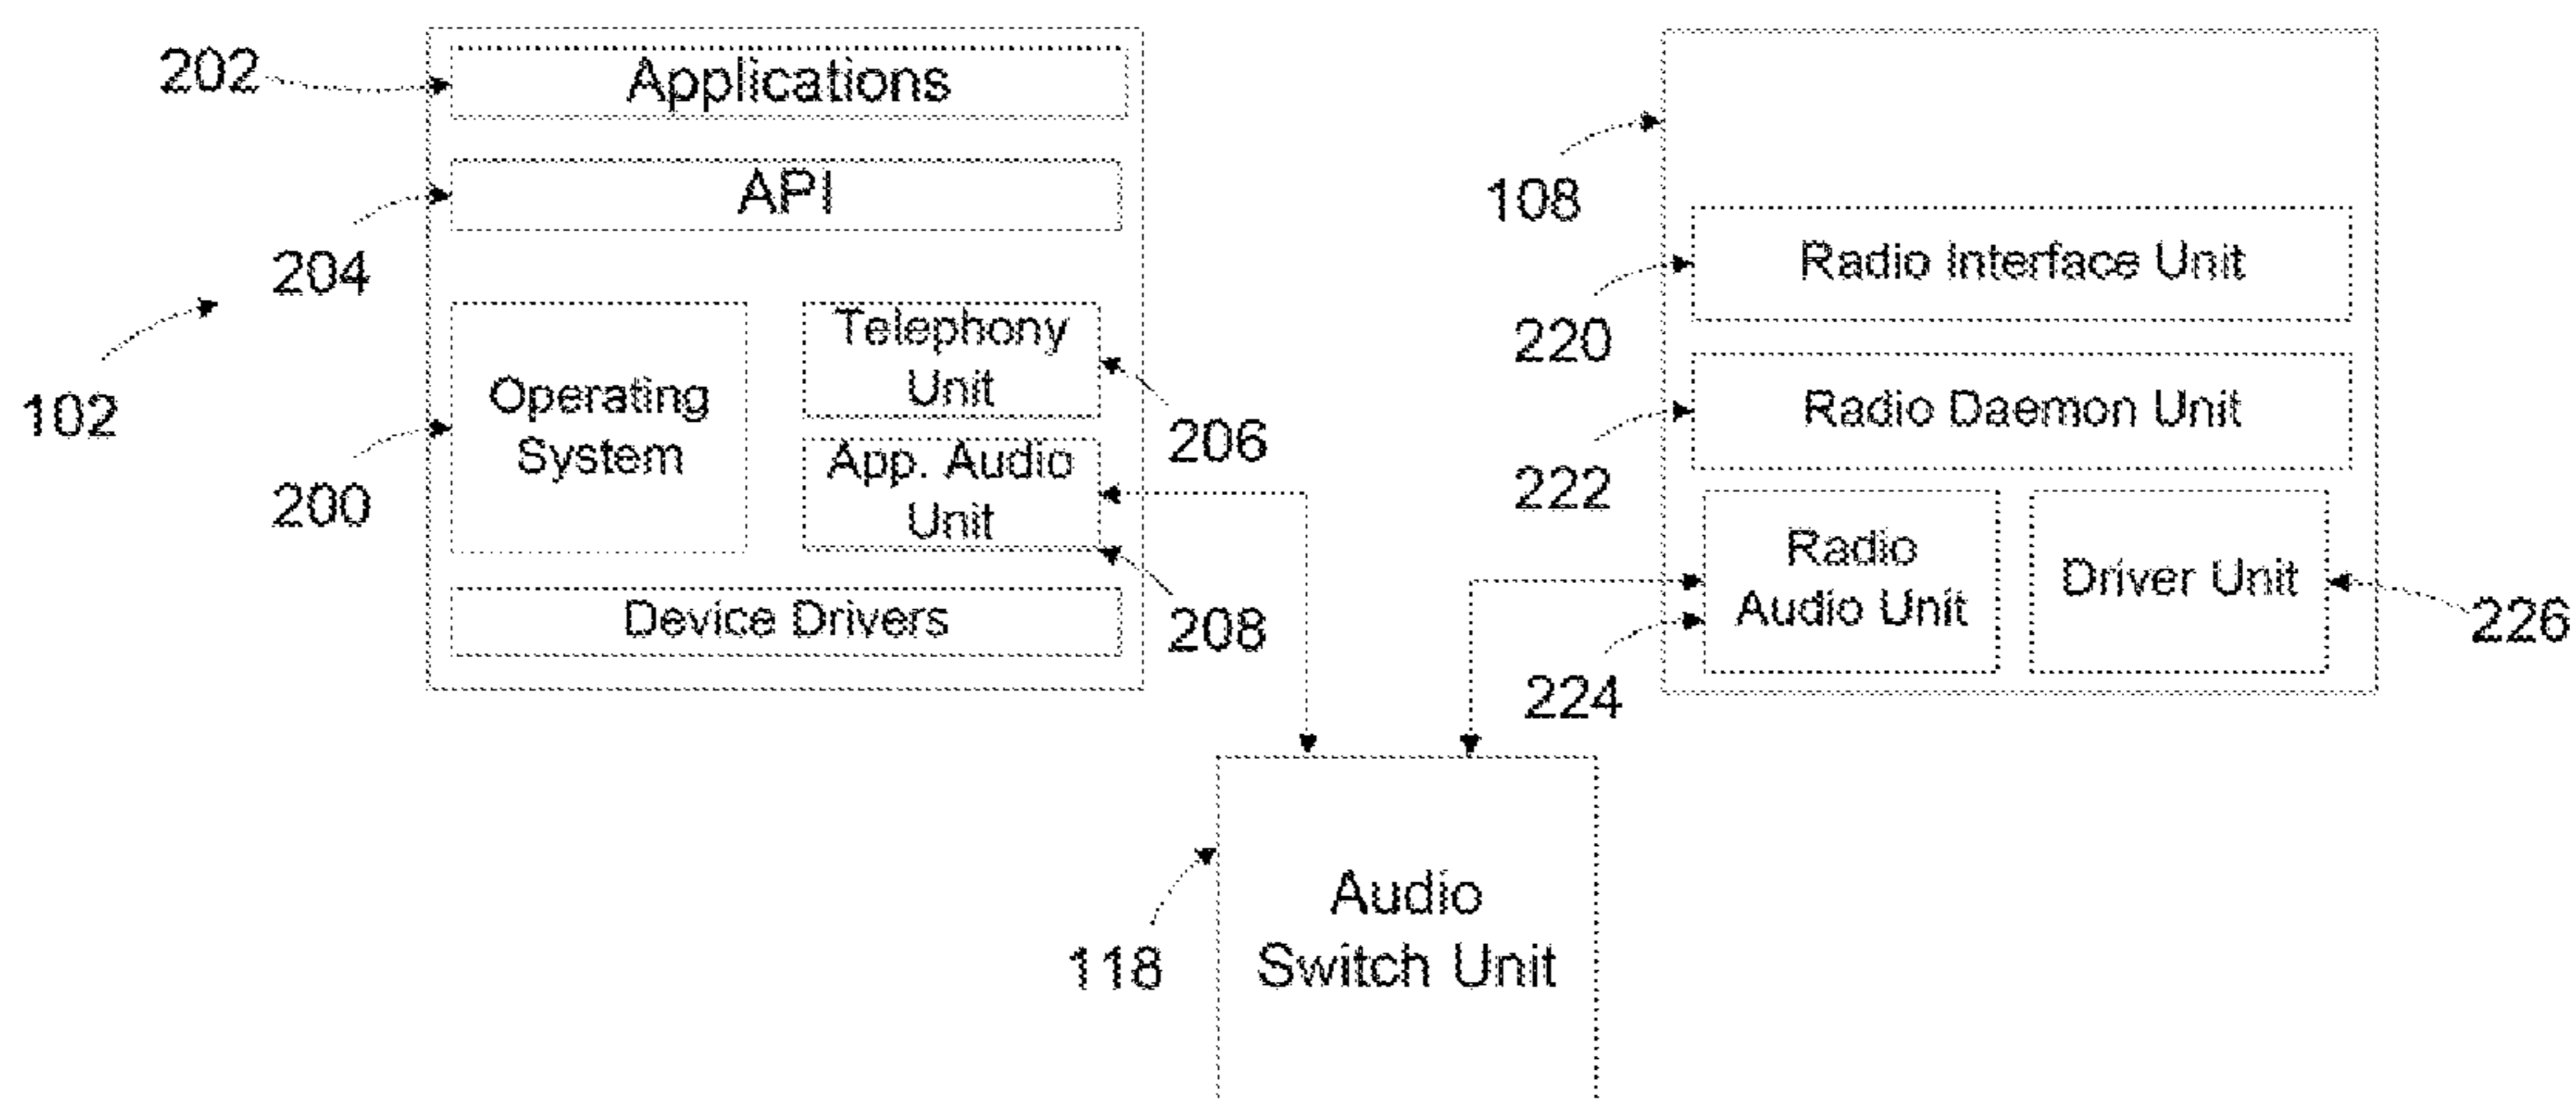 202
Applications
API
204
102
Operating
System
200
Telephony
Unit
206
App. Audio
Unit
208
Device Drivers
108
Radio Interface Unit
220
Radio Daemon Unit
222
Radio
Audio Unit
224
Driver Unit
226
118
Audio
Switch Unit